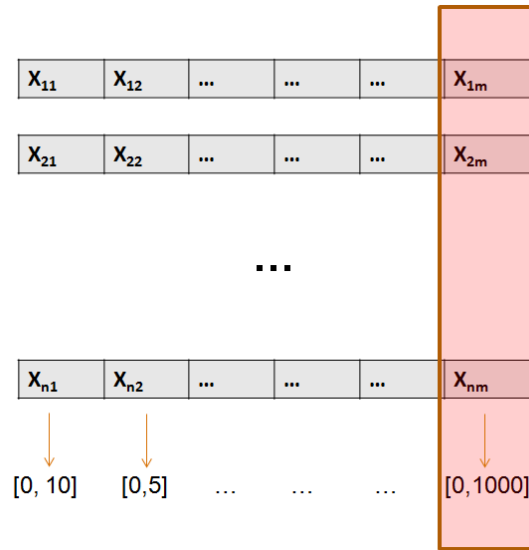 X11 X12 ... ... ... X1m
X21 X22 ... ... ... X2m
...
Xn1 Xn2 ... ... ... Xnm
[0, 10] [0,5] ... ... ... [0,1000]